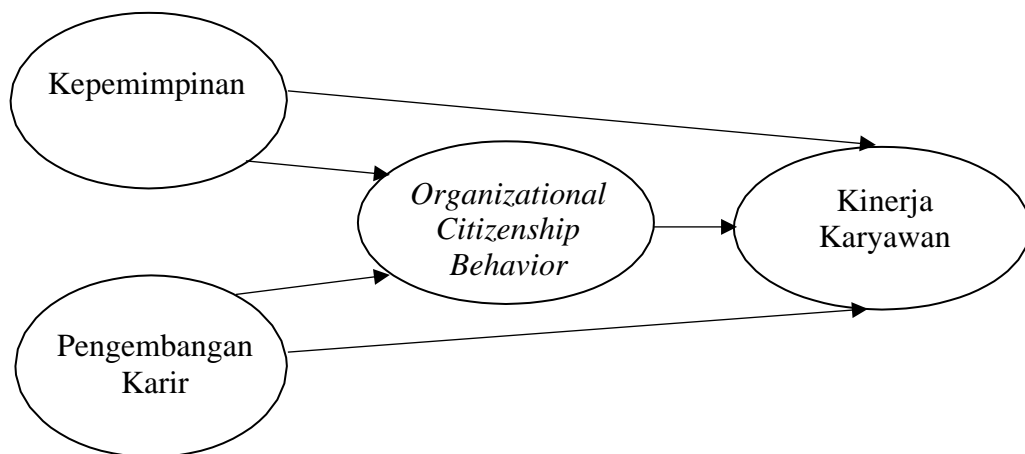 Kepemimpinan
Organizational
Citizenship
Behavior
Kinerja
Karyawan
Pengembangan
Karir